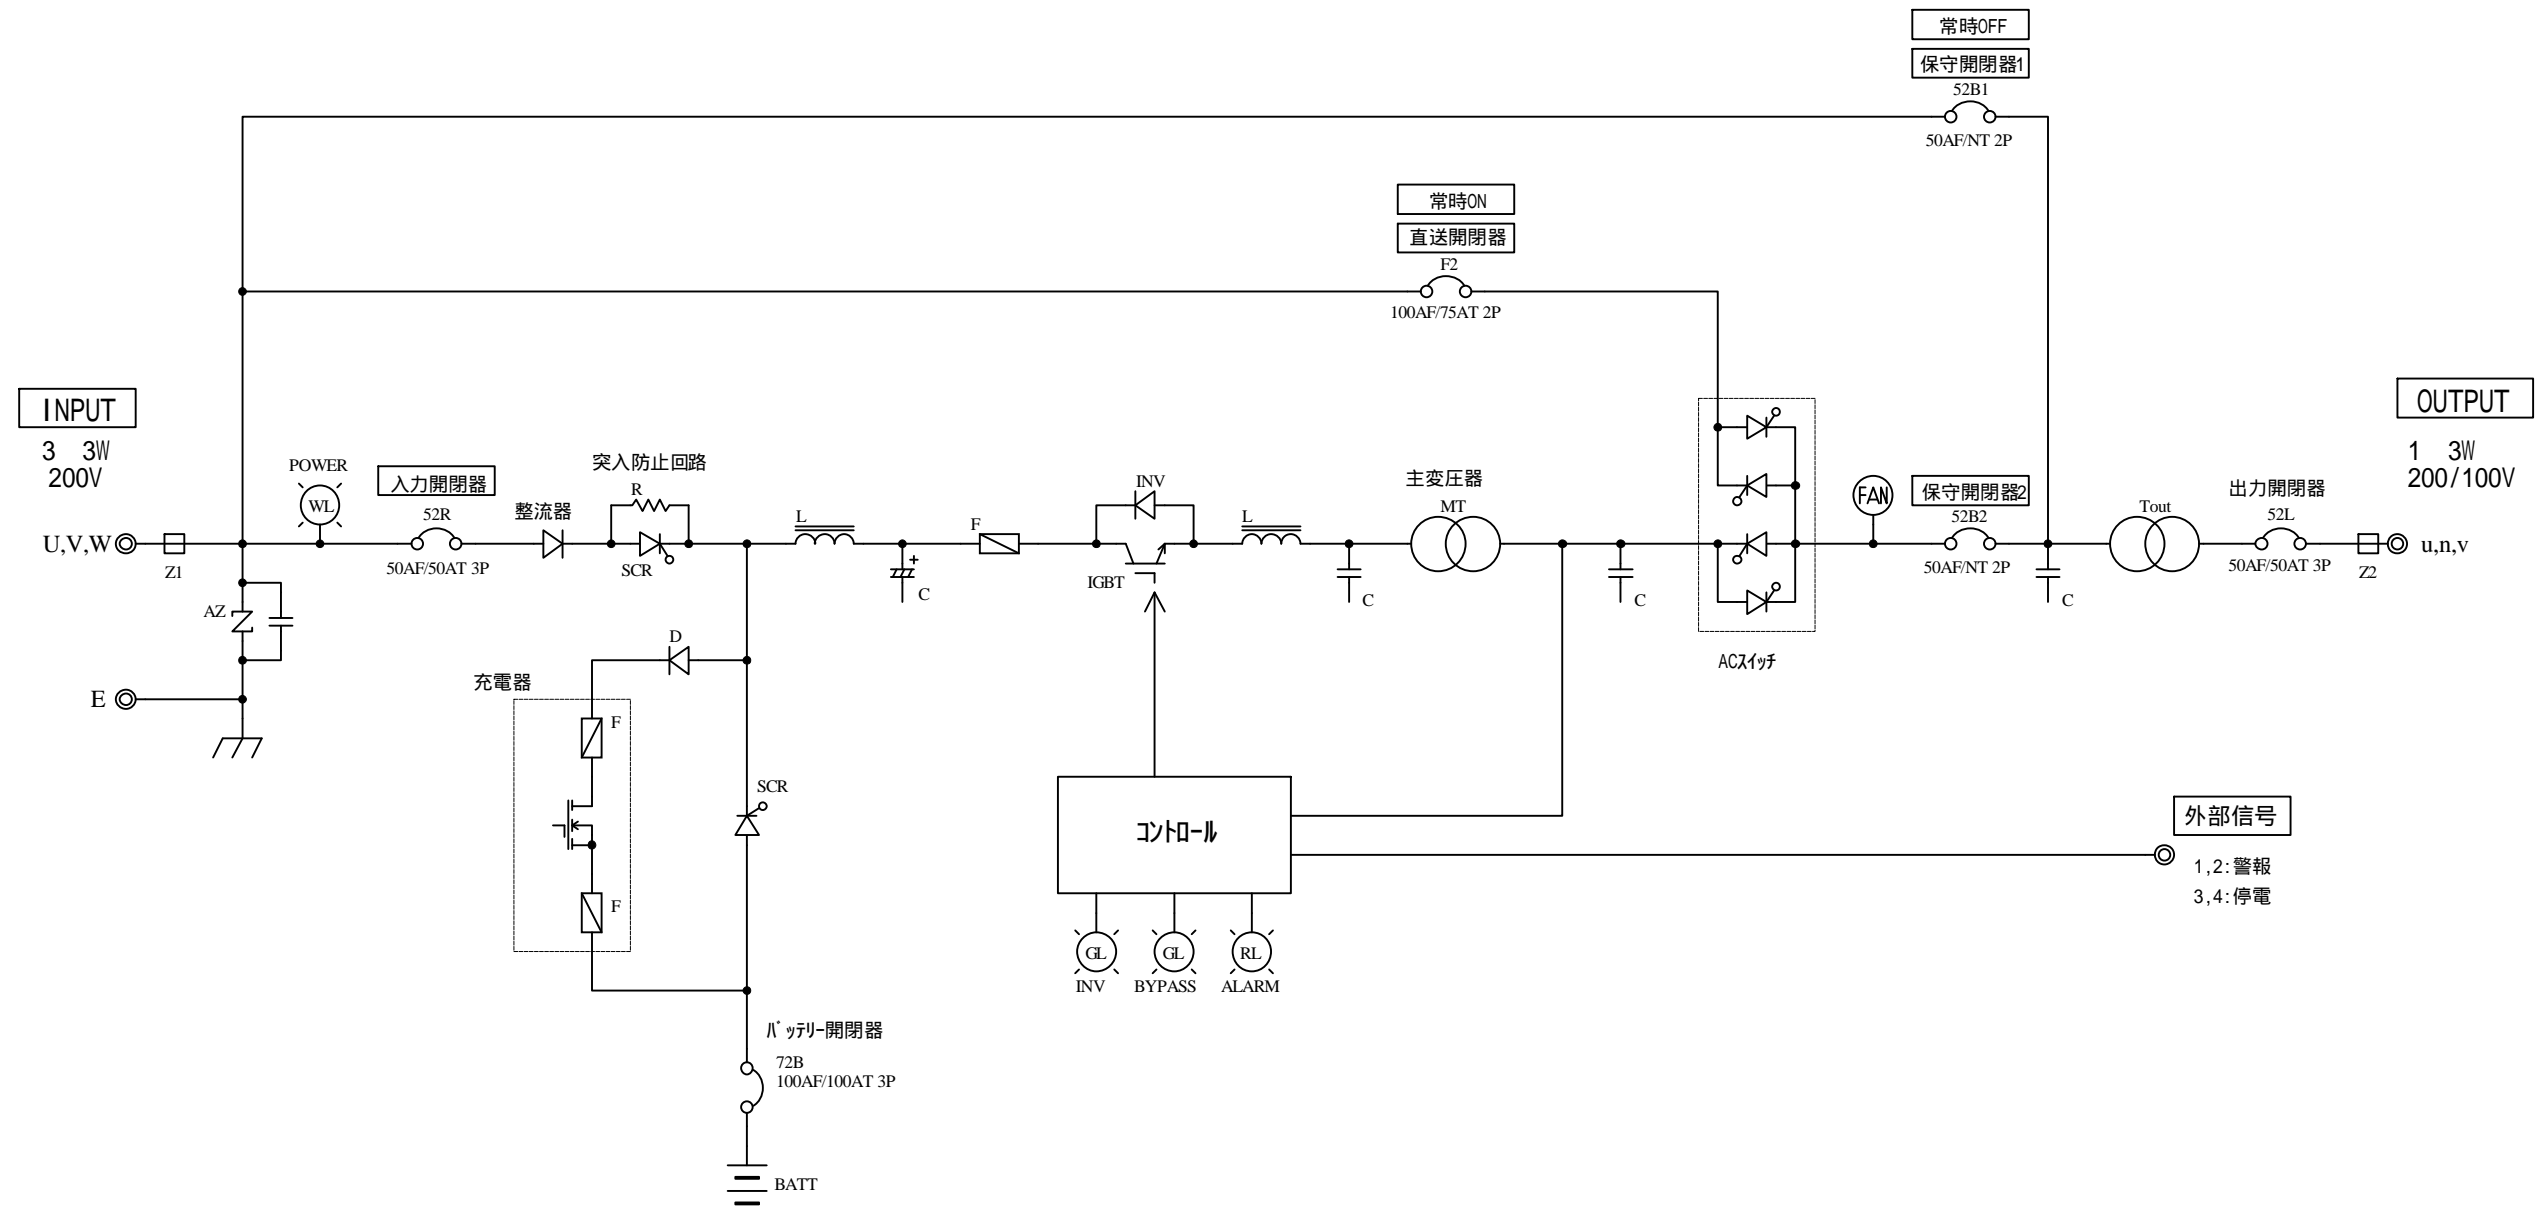 常時OFF
保守開閉器1
52B1
50AF/NT 2P
常時ON
直送開閉器
F2
100AF/75AT 2P
INPUT
3 3W
200V
POWER
WL
入力開閉器
52R
50AF/50AT 3P
整流器
突入防止回路
R
SCR
L
C
F
INV
IGBT
L
C
主変圧器
MT
C
ACスイッチ
FAN
保守開閉器2
52B2
50AF/NT 2P
C
Tout
出力開閉器
52L
50AF/50AT 3P
Z2
OUTPUT
1 3W
200/100V
u,n,v
U,V,W
Z1
AZ
E
充電器
D
F
F
SCR
コントロール
GL
INV
GL
BYPASS
RL
ALARM
外部信号
1,2:警報
3,4:停電
バッテリー開閉器
72B
100AF/100AT 3P
BATT